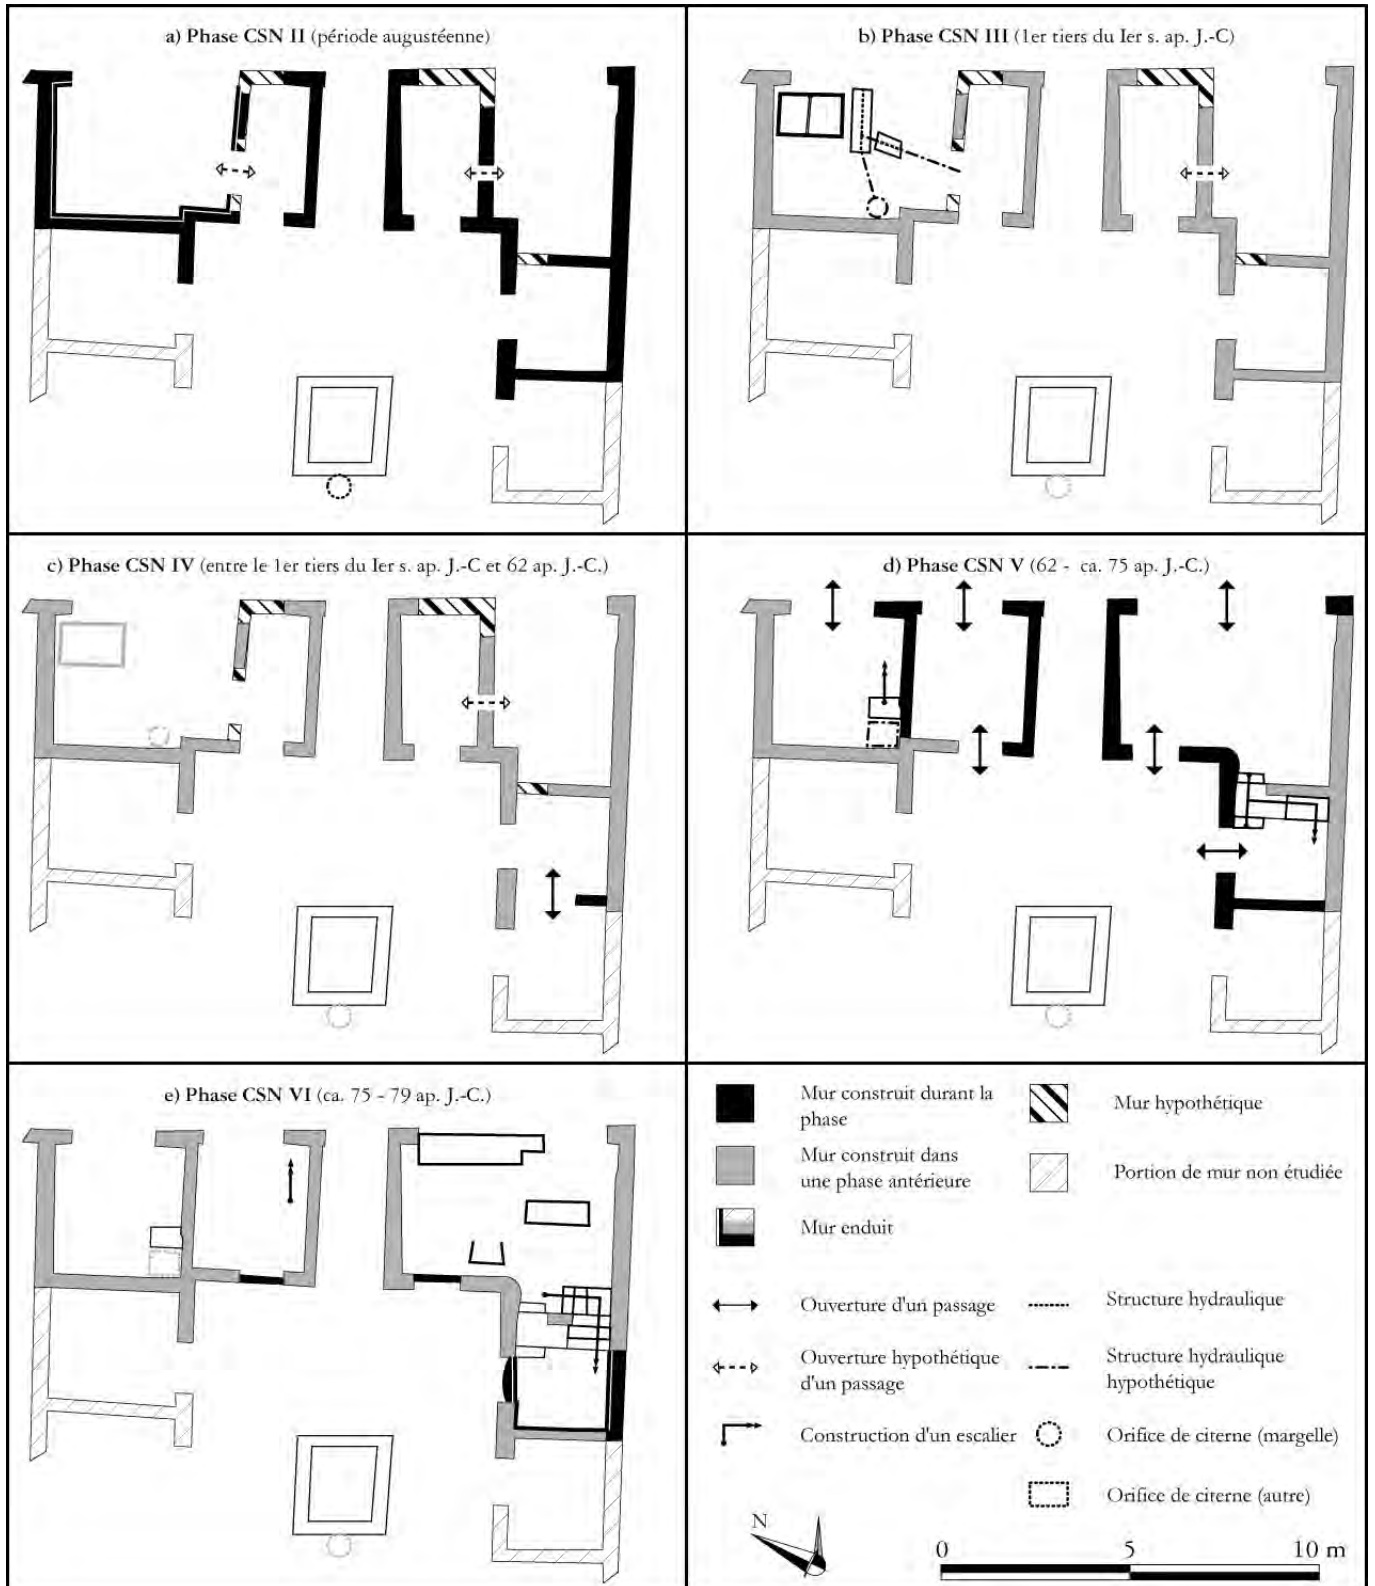 a) Phase CSN II (période augustéenne)
b) Phase CSN III (1er tiers du Ier s. ap. J.-C)
c) Phase CSN IV (entre le 1er tiers du Ier s. ap. J.-C et 62 ap. J.-C.)
d) Phase CSN V (62 - ca. 75 ap. J.-C.)
e) Phase CSN VI (ca. 75 - 79 ap. J.-C.)
Mur construit durant la
phase
Mur hypothétique
Mur construit dans
une phase antérieure
Portion de mur non étudiée
Mur enduit
Ouverture d'un passage
Structure hydraulique
Ouverture hypothétique
d'un passage
Structure hydraulique
hypothétique
Construction d'un escalier
Orifice de citerne (margelle)
Orifice de citerne (autre)
N
0 5 10 m